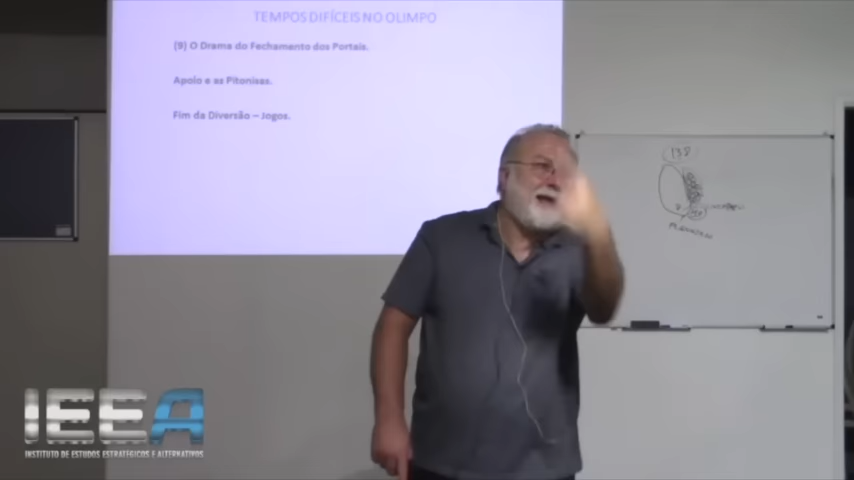 TEMPOS DIFÍCEIS NO OLIMPO
(9) O Drama do Fechamento dos Portais.
Apolo e as Pitonisas.
Fim da Diversão – Jogos.
138
IEEA
INSTITUTO DE ESTUDOS ESTRATÉGICOS E ALTERNATIVOS